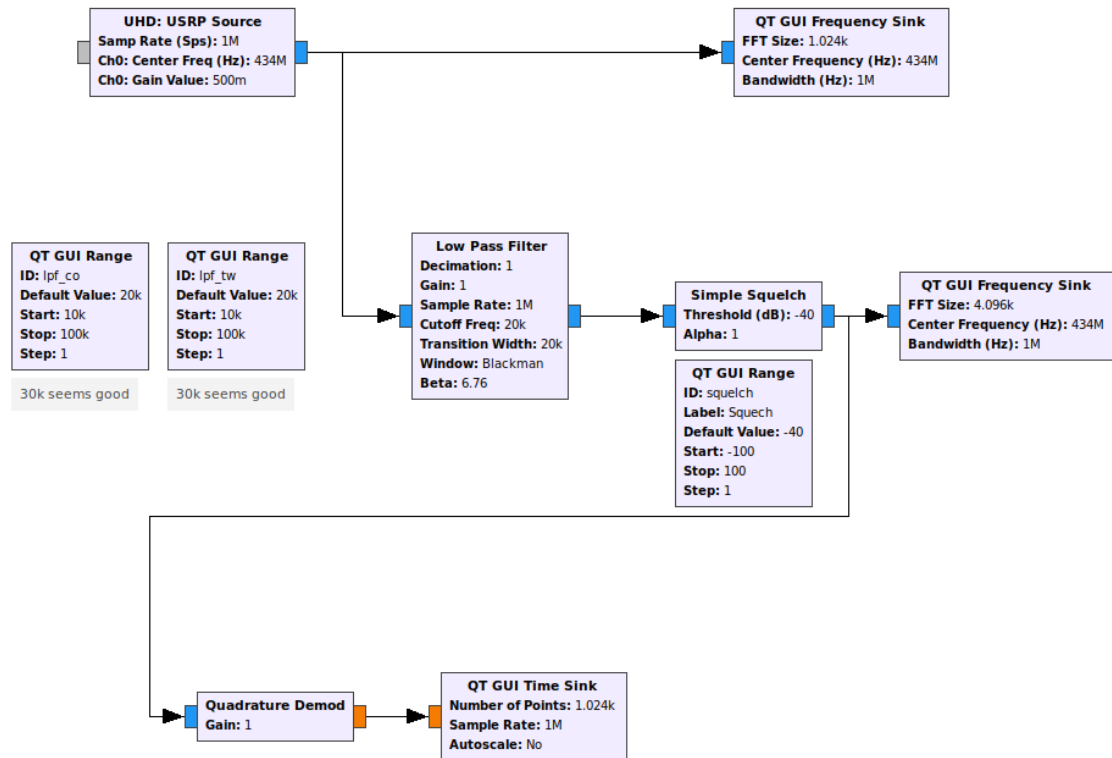 UHD: USRP Source
Samp Rate (Sps): 1M
Ch0: Center Freq (Hz): 434M
Ch0: Gain Value: 500m
QT GUI Frequency Sink
FFT Size: 1.024k
Center Frequency (Hz): 434M
Bandwidth (Hz): 1M
QT GUI Range
ID: lpf_co
Default Value: 20k
Start: 10k
Stop: 100k
Step: 1
30k seems good
QT GUI Range
ID: lpf_tw
Default Value: 20k
Start: 10k
Stop: 100k
Step: 1
30k seems good
Low Pass Filter
Decimation: 1
Gain: 1
Sample Rate: 1M
Cutoff Freq: 20k
Transition Width: 20k
Window: Blackman
Beta: 6.76
Simple Squelch
Threshold (dB): -40
Alpha: 1
QT GUI Range
ID: squelch
Label: Squech
Default Value: -40
Start: -100
Stop: 100
Step: 1
QT GUI Frequency Sink
FFT Size: 4.096k
Center Frequency (Hz): 434M
Bandwidth (Hz): 1M
Quadrature Demod
Gain: 1
QT GUI Time Sink
Number of Points: 1.024k
Sample Rate: 1M
Autoscale: No